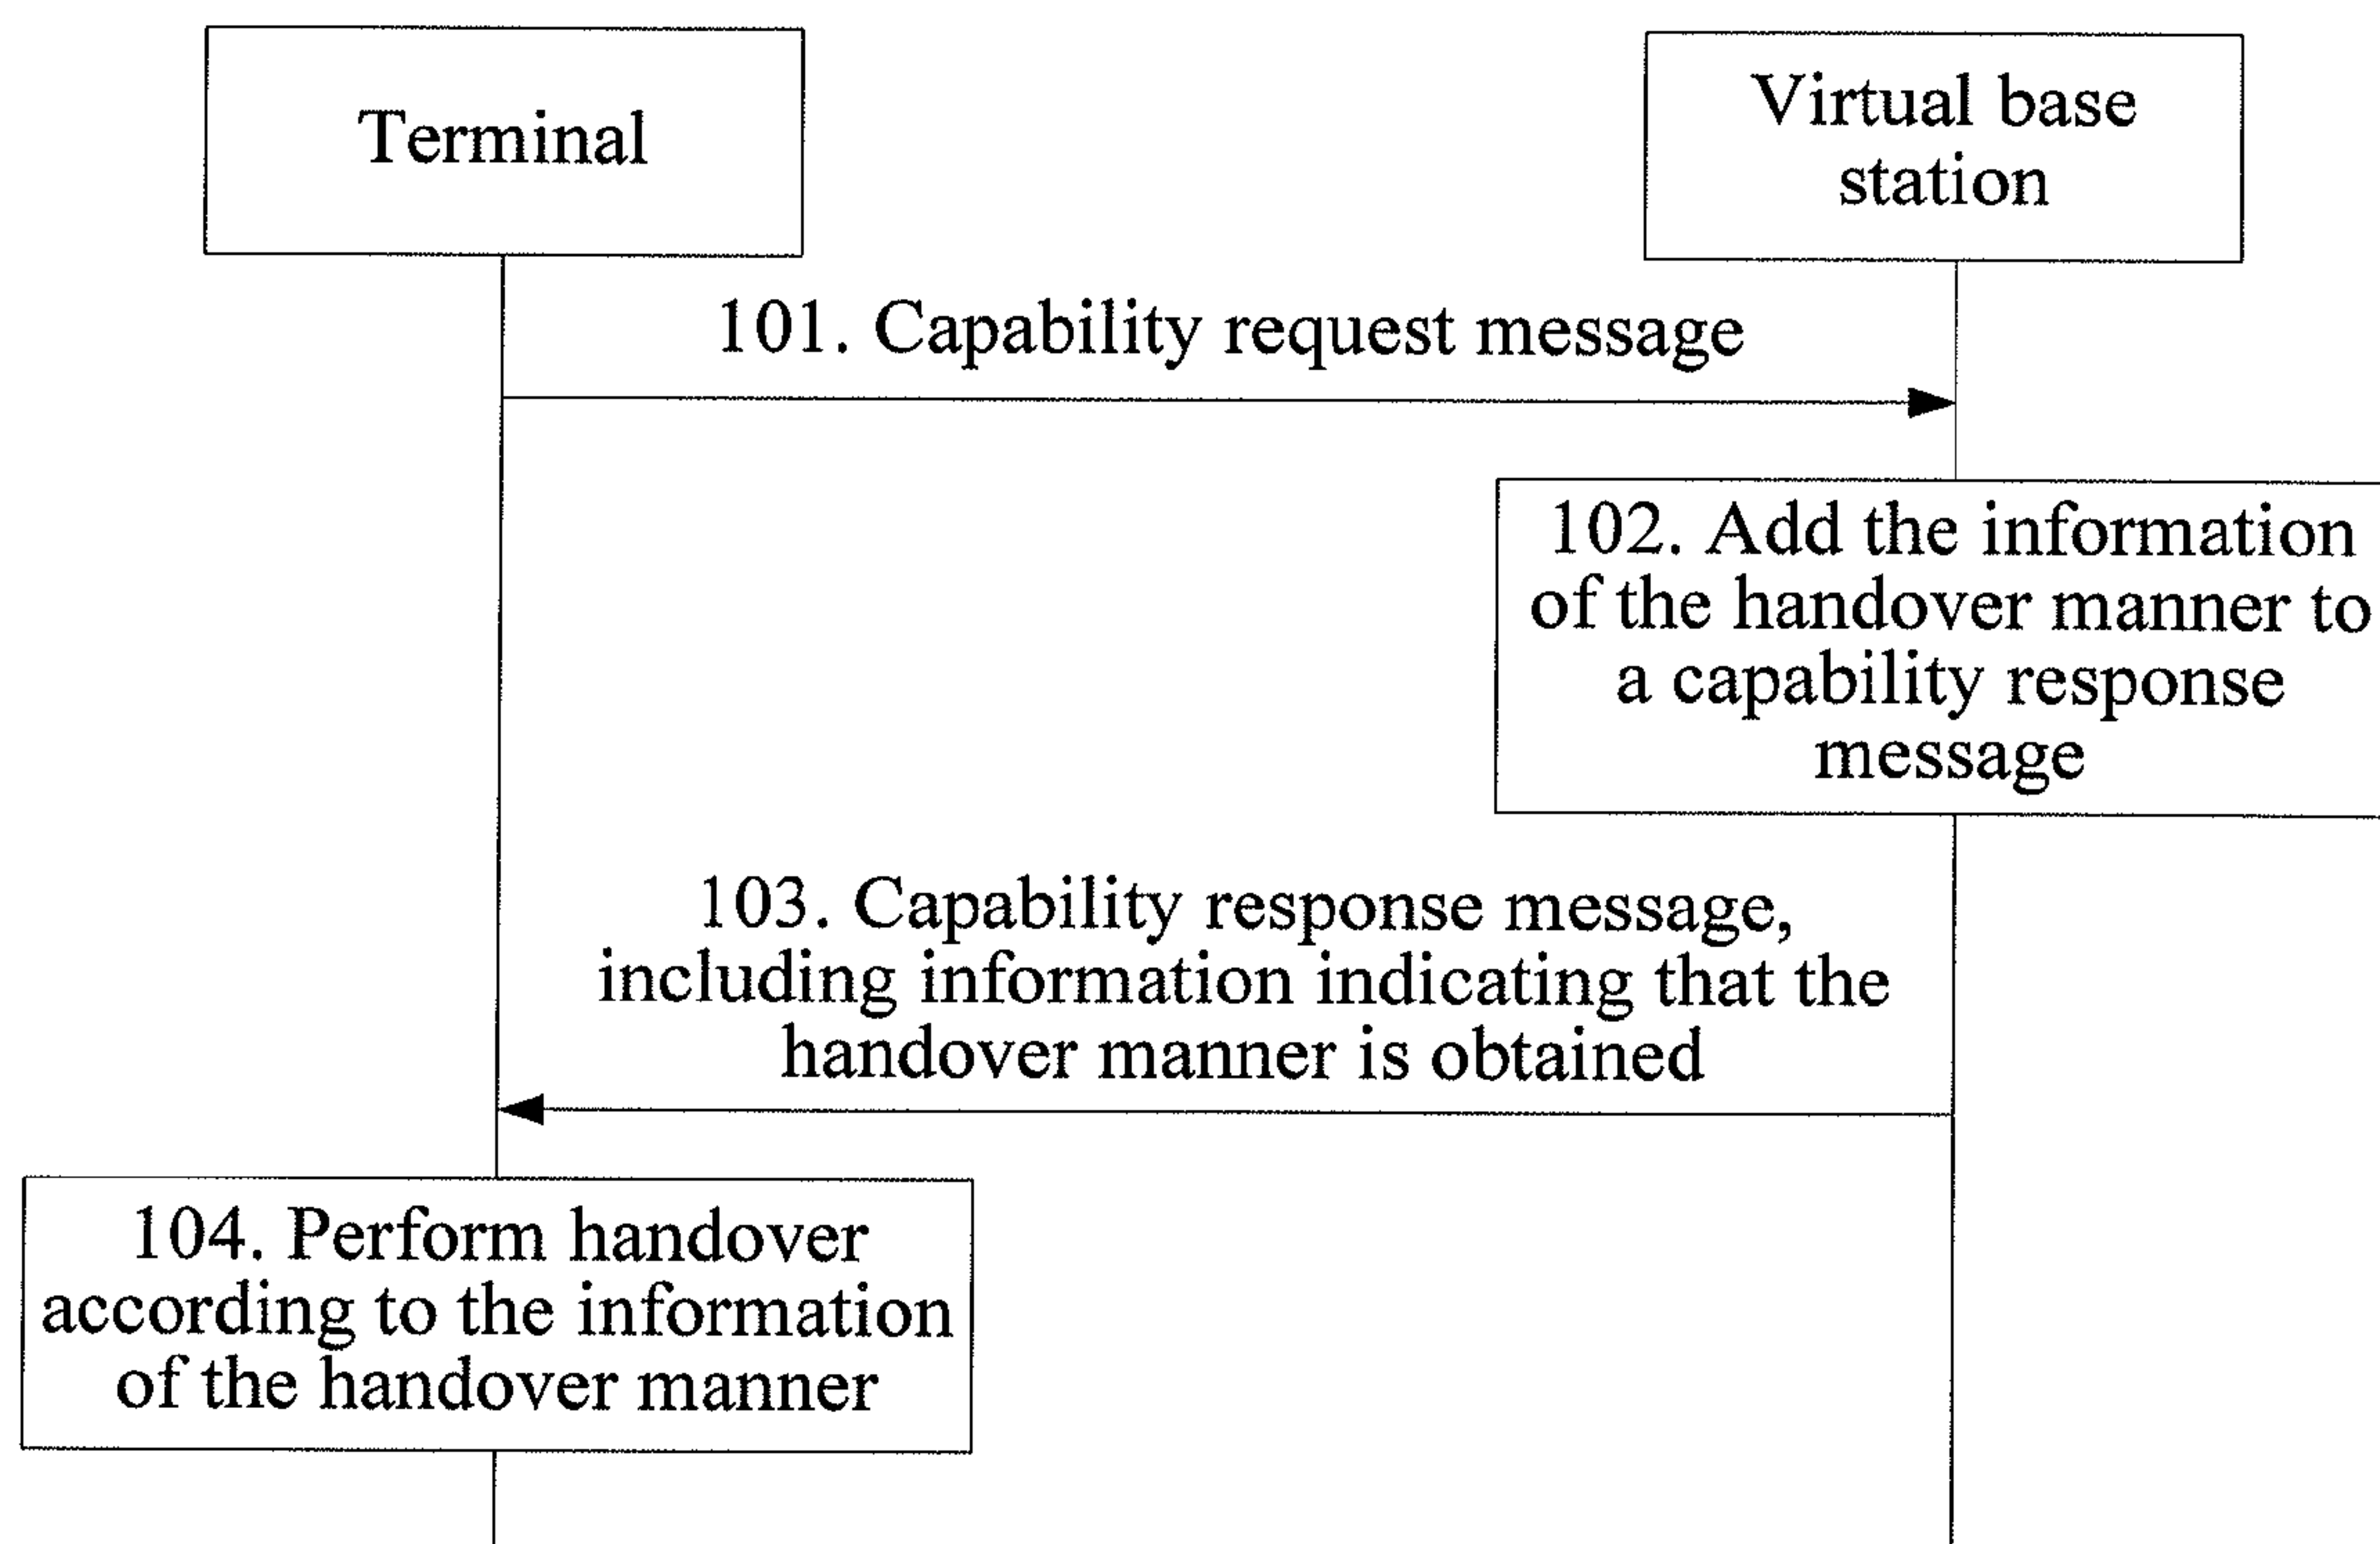 Terminal
Virtual base
station
101. Capability request message
102. Add the information
of the handover manner to
a capability response
message
103. Capability response message,
including information indicating that the
handover manner is obtained
104. Perform handover
according to the information
of the handover manner